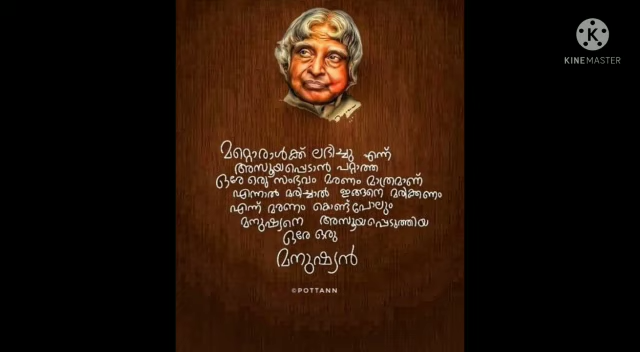 KINEMASTER
മറ്റൊരാൾക്ക് ലഭിച്ചു എന്ന്
അസൂയപ്പെടാൻ പറ്റാത്ത
ഒരേ ഒരു സംഭവം മരണം മാത്രമാണ്
എന്നാൽ മരിച്ചാൽ ഇങ്ങനെ മരിക്കണം
എന്ന് മരണം കൊണ്ട്പോലും
മനുഷ്യനെ അസൂയപ്പെടുത്തിയ
ഒരേ ഒരു
മനുഷ്യൻ
©POTTANN